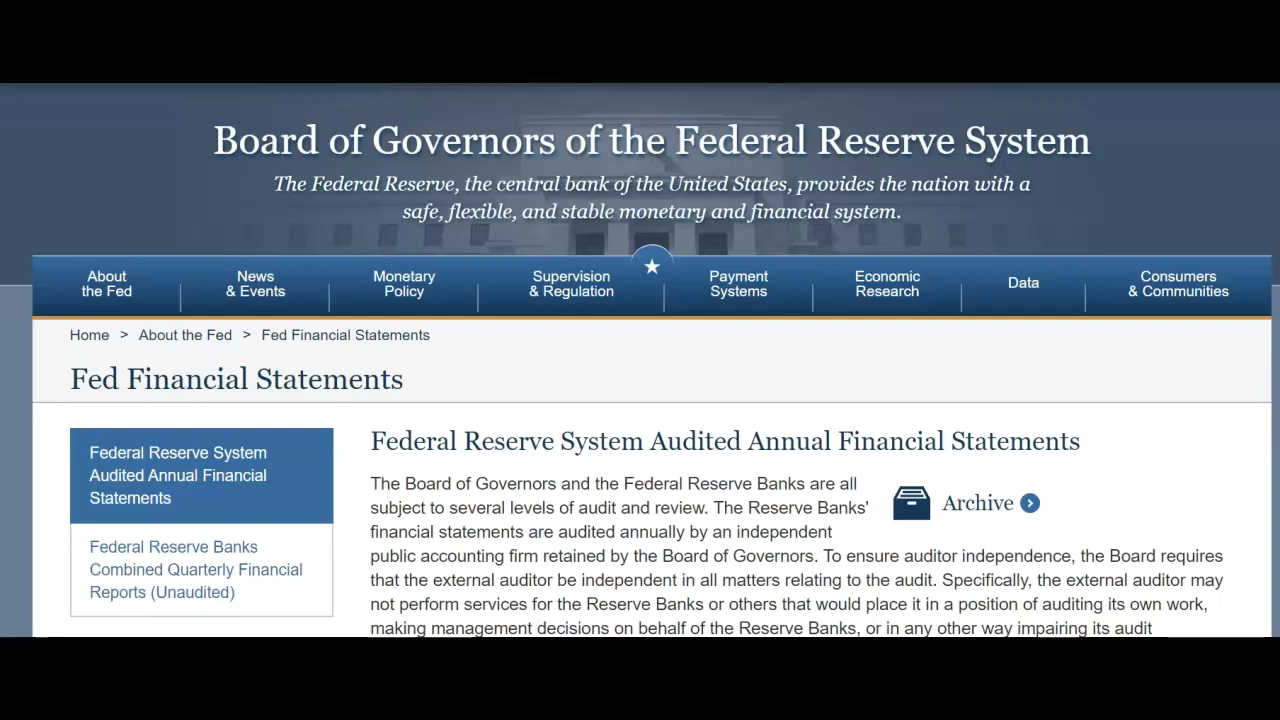 Board of Governors of the Federal Reserve System
The Federal Reserve, the central bank of the United States, provides the nation with a
safe, flexible, and stable monetary and financial system.
About
the Fed
News
& Events
Monetary
Policy
Supervision
& Regulation
Payment
Systems
Economic
Research
Data
Consumers
& Communities
Home > About the Fed > Fed Financial Statements
Fed Financial Statements
Federal Reserve System
Audited Annual Financial
Statements
Federal Reserve Banks
Combined Quarterly Financial
Reports (Unaudited)
Federal Reserve System Audited Annual Financial Statements
The Board of Governors and the Federal Reserve Banks are all
subject to several levels of audit and review. The Reserve Banks'
financial statements are audited annually by an independent
public accounting firm retained by the Board of Governors. To ensure auditor independence, the Board requires
that the external auditor be independent in all matters relating to the audit. Specifically, the external auditor may
not perform services for the Reserve Banks or others that would place it in a position of auditing its own work,
making management decisions on behalf of the Reserve Banks, or in any other way impairing its audit
Archive